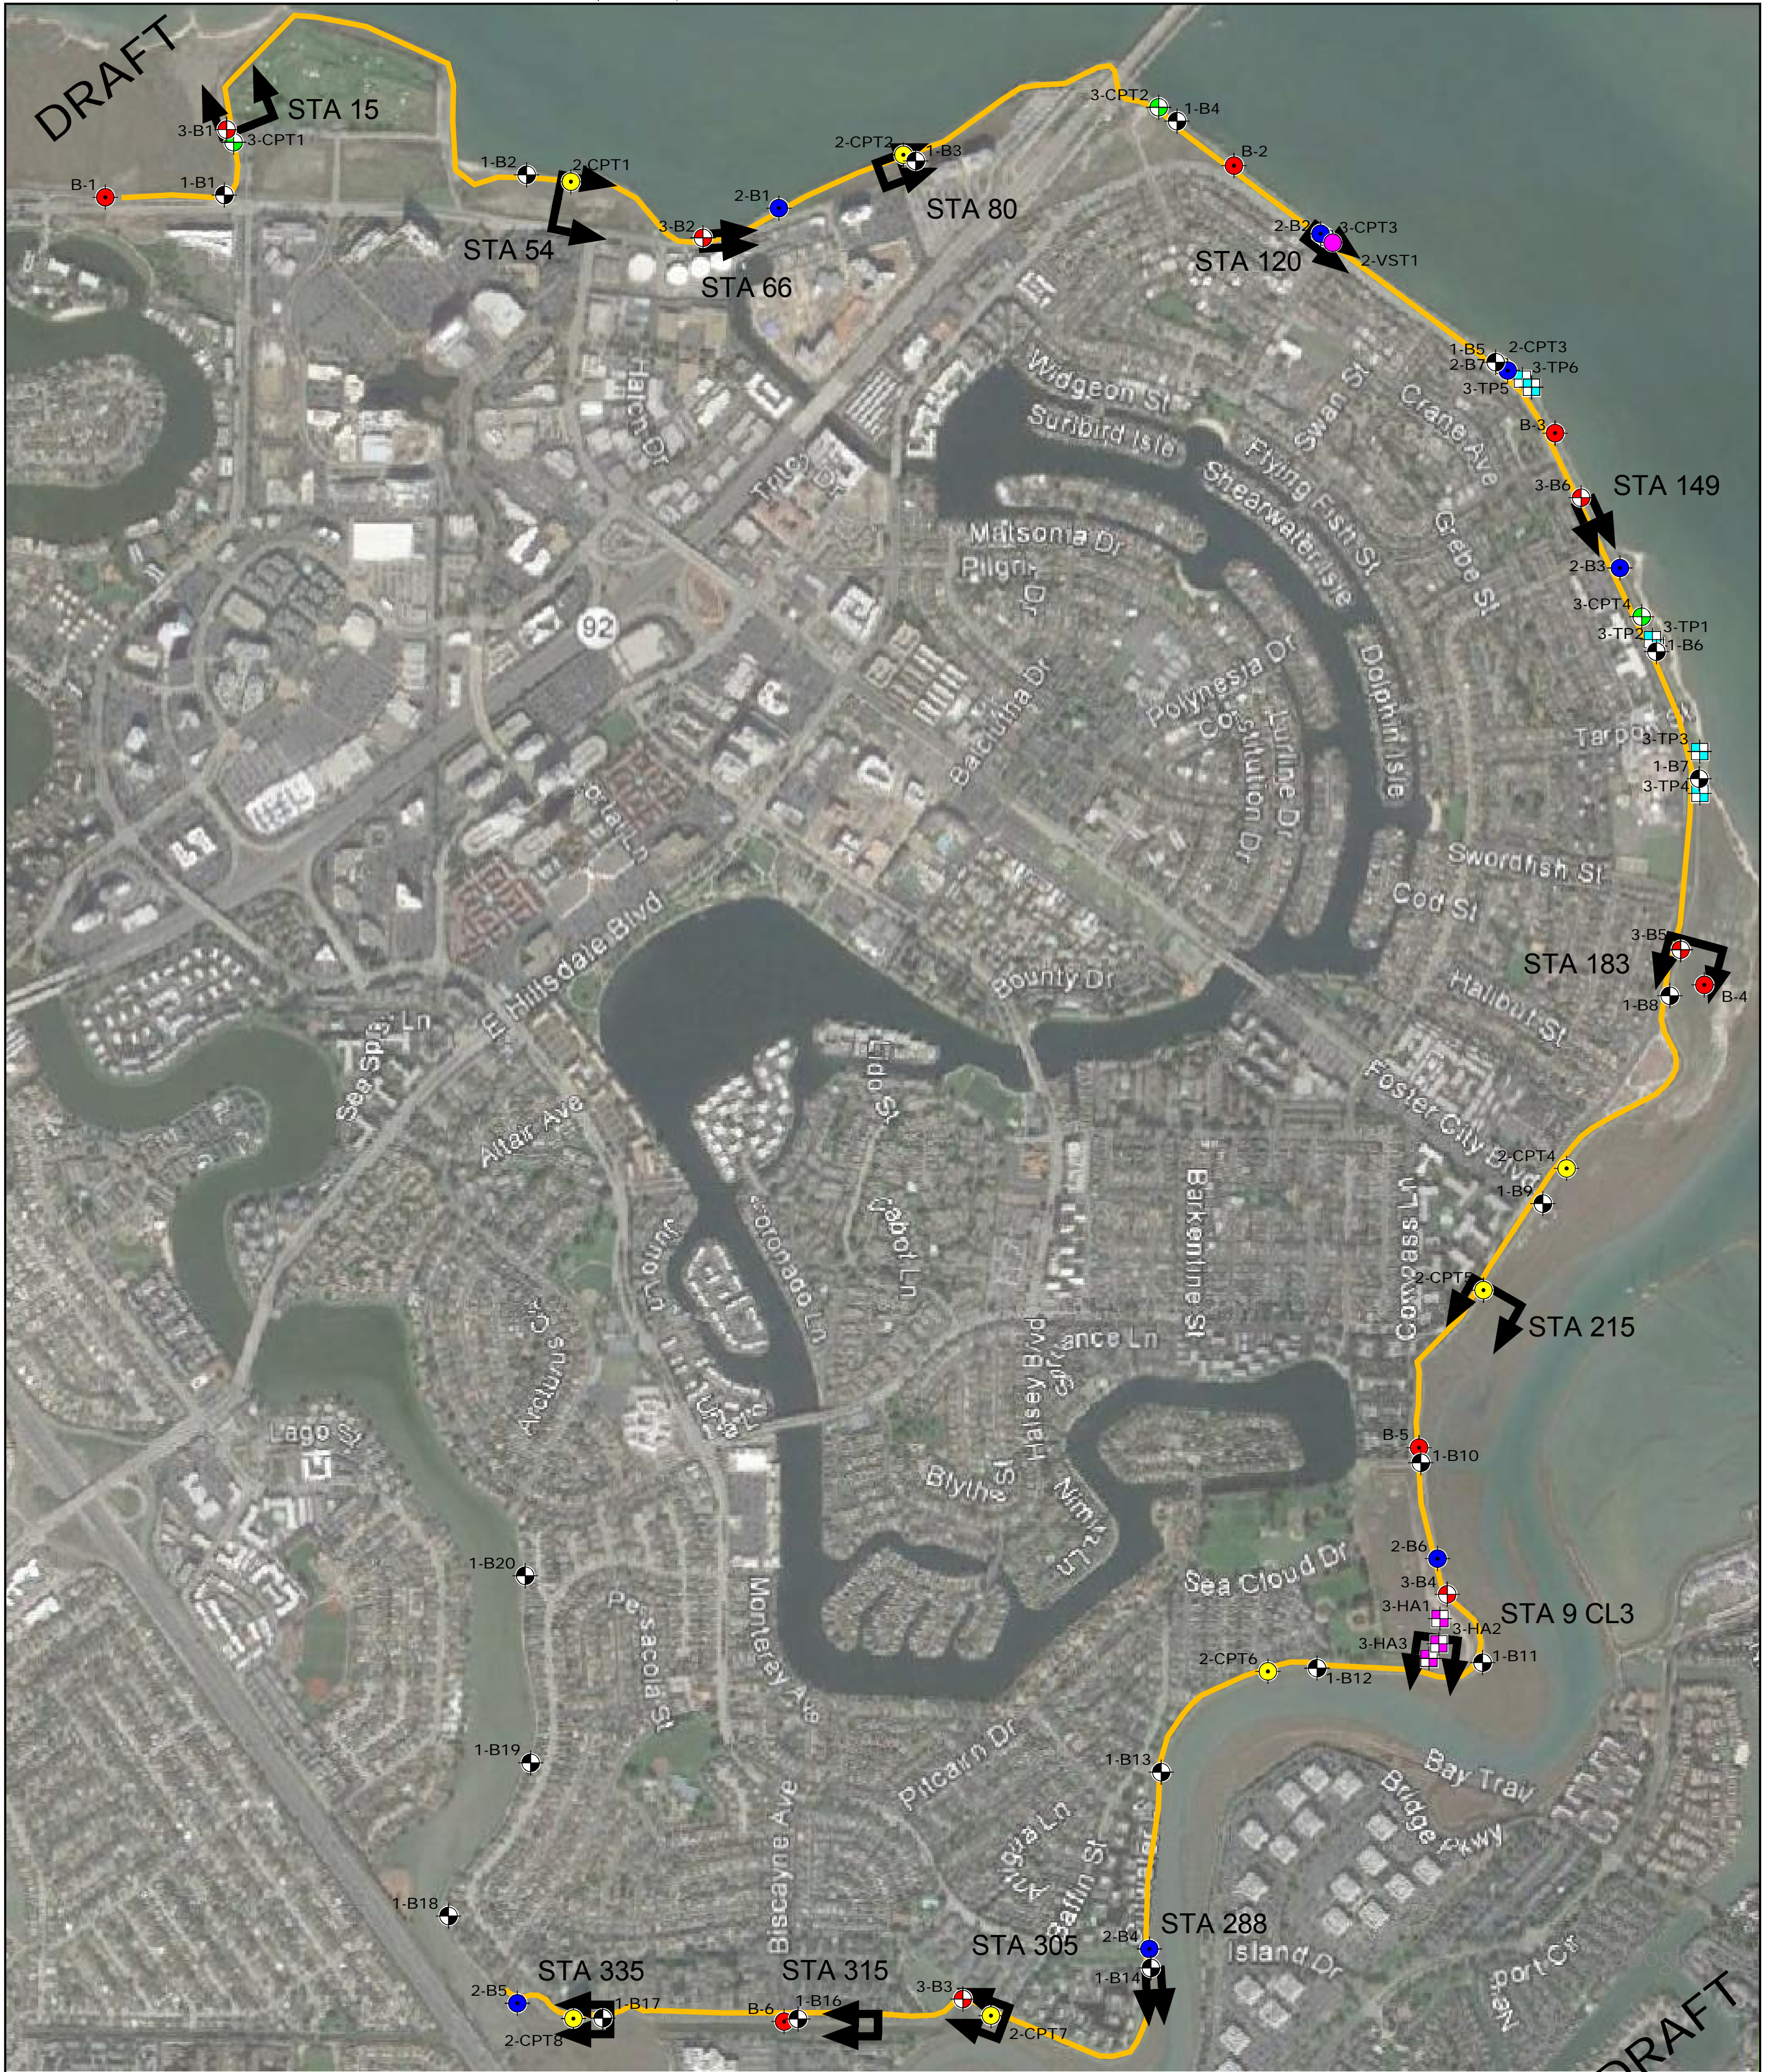 DRAFT
3-CPT2
1-B4
STA 15
3-B1
3-CPT1
2-CPT2
1-B3
1-B2
2-CPT1
B-2
B-1
1-B1
2-B1
STA 80
3-B2
2-B2
3-CPT3
STA 54
STA 120
2-VST1
STA 66
1-B5
2-CPT3
2-B7
3-TP6
3-TP5
Widgeon St
Swan St
Crane Ave
Sunbird Isle
Hatch Dr
B-3
Flying Fish St
Shearwater Isle
3-B6
STA 149
Matsonia Dr
Grebe St
2-B3
3-CPT4
92
3-TP1
3-TP2
1-B6
Polynesia Dr
Dolphin Isle
Baclutha Dr
Constitution Dr
Lurline Dr
3-TP3
1-B7
3-TP4
Swordfish St
Cod St
E Hillsdale Blvd
3-B5
STA 183
Bounty Dr
Halibut St
B-4
1-B8
Lido St
Foster City Blvd
Altair Ave
2-CPT4
1-B9
Barkentine St
Compass Ln
Cabot Ln
Coronado Ln
2-CPT5
STA 215
Arcturus Cir
Halsey Blvd
Lago St
B-5
1-B10
Blythe St
Nimitz Ln
1-B20
2-B6
Sea Cloud Dr
3-B4
3-HA1
STA 9 CL3
3-HA2
3-HA3
Pensacola St
Monterey Ave
2-CPT6
1-B12
1-B11
1-B19
Pitcairn Dr
1-B13
Bay Trail
Bridge Pkwy
Biscayne Ave
Baffin St
1-B18
STA 288
2-B4
STA 305
Island Dr
1-B14
STA 335
STA 315
2-B5
1-B17
B-6
1-B16
3-B3
2-CPT8
2-CPT7
DRAFT